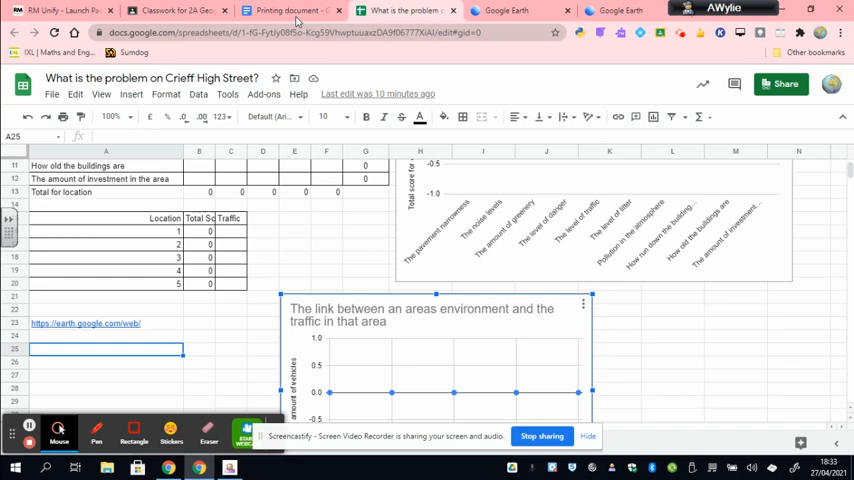 RM Unify - Launch Pa
Classwork for 2A Geo
Printing document - G
What is the problem o
Google Earth
Google Earth
AWylie
docs.google.com/spreadsheets/d/
IXL | Maths and Eng...
Sumdog
Other bookmarks
What is the problem on Crieff High Street?
Share
File Edit View Insert Format Data Tools Add-ons Help Last edit was 10 minutes ago
100% £ % .0 .00 123 Default (Ari... 10 B I S A
A25 fx
A B C D E F G H I J K L M N
11 How old the buildings are 0
12 The amount of investment in the area 0
13 Total for location 0 0 0 0 0
14
Location Total Sc Traffic
1 0
2 0
18 3 0
19 4 0
20 5 0
21
22
23 https://earth.google.com/web/
24
25
26
27
28
29
Total score for
-0.5
-1.0
The pavement narrowness
The noise levels
The amount of greenery
The level of danger
The level of traffic
The level of litter
Pollution in the atmosphere
How run down the building...
How old the buildings are
The amount of investment...
The link between an areas environment and the
traffic in that area
amount of vehicles
1.0
0.5
0.0
-0.5
Mouse Pen Rectangle Stickers Eraser
Screencastify - Screen Video Recorder is sharing your screen and audio. Stop sharing Hide
18:33
27/04/2021